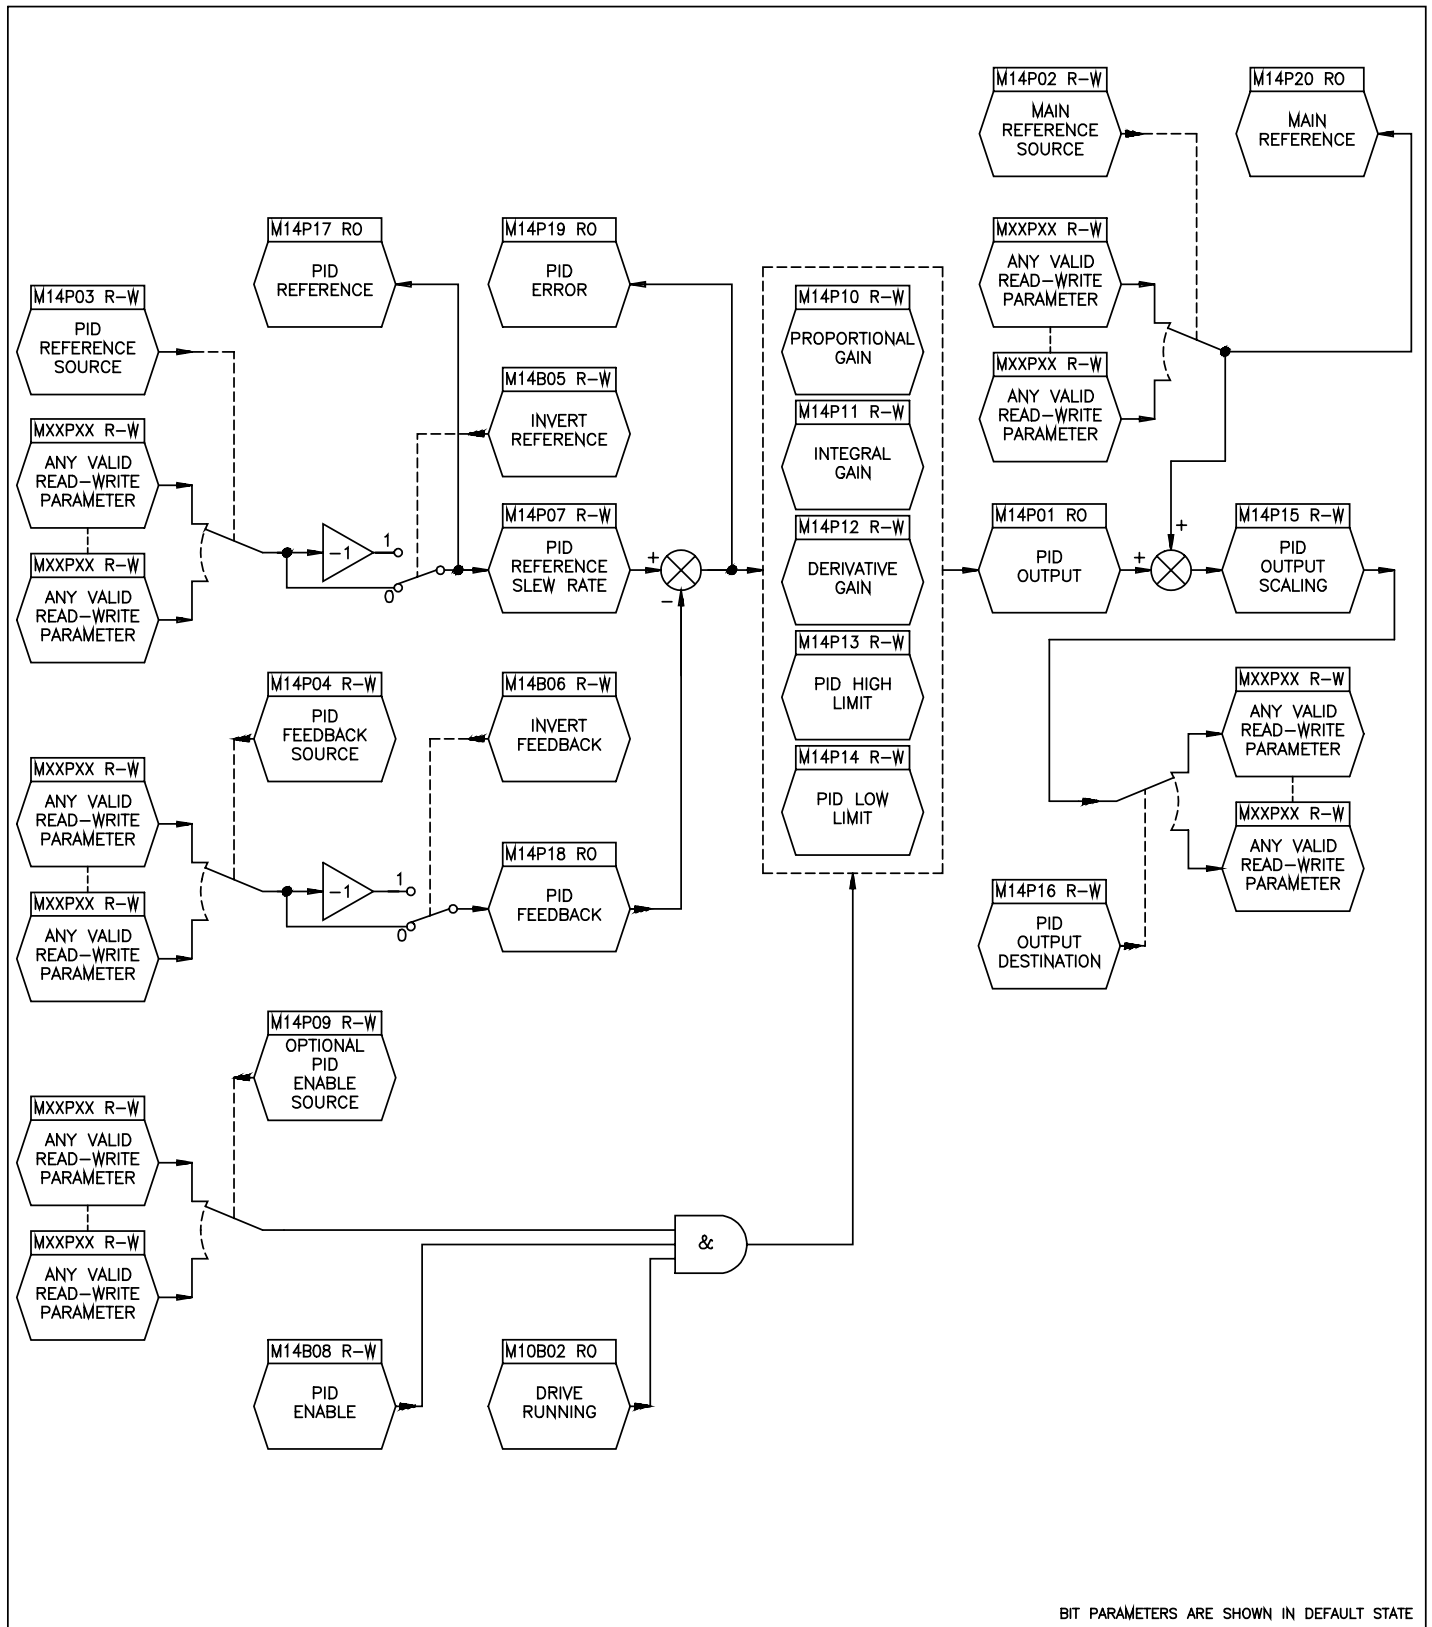 M14P02 R-W
MAIN
REFERENCE
SOURCE
M14P20 RO
MAIN
REFERENCE
M14P17 RO
PID
REFERENCE
M14P19 RO
PID
ERROR
MXXPXX R-W
ANY VALID
READ-WRITE
PARAMETER
MXXPXX R-W
ANY VALID
READ-WRITE
PARAMETER
M14P03 R-W
PID
REFERENCE
SOURCE
MXXPXX R-W
ANY VALID
READ-WRITE
PARAMETER
MXXPXX R-W
ANY VALID
READ-WRITE
PARAMETER
-1
1
0
M14B05 R-W
INVERT
REFERENCE
M14P07 R-W
PID
REFERENCE
SLEW RATE
+
-
M14P10 R-W
PROPORTIONAL
GAIN
M14P11 R-W
INTEGRAL
GAIN
M14P12 R-W
DERIVATIVE
GAIN
M14P13 R-W
PID HIGH
LIMIT
M14P14 R-W
PID LOW
LIMIT
M14P01 RO
PID
OUTPUT
+
+
M14P15 R-W
PID
OUTPUT
SCALING
M14P04 R-W
PID
FEEDBACK
SOURCE
M14B06 R-W
INVERT
FEEDBACK
MXXPXX R-W
ANY VALID
READ-WRITE
PARAMETER
MXXPXX R-W
ANY VALID
READ-WRITE
PARAMETER
-1
1
0
M14P18 RO
PID
FEEDBACK
MXXPXX R-W
ANY VALID
READ-WRITE
PARAMETER
MXXPXX R-W
ANY VALID
READ-WRITE
PARAMETER
M14P16 R-W
PID
OUTPUT
DESTINATION
M14P09 R-W
OPTIONAL
PID
ENABLE
SOURCE
MXXPXX R-W
ANY VALID
READ-WRITE
PARAMETER
MXXPXX R-W
ANY VALID
READ-WRITE
PARAMETER
&
M14B08 R-W
PID
ENABLE
M10B02 RO
DRIVE
RUNNING
BIT PARAMETERS ARE SHOWN IN DEFAULT STATE